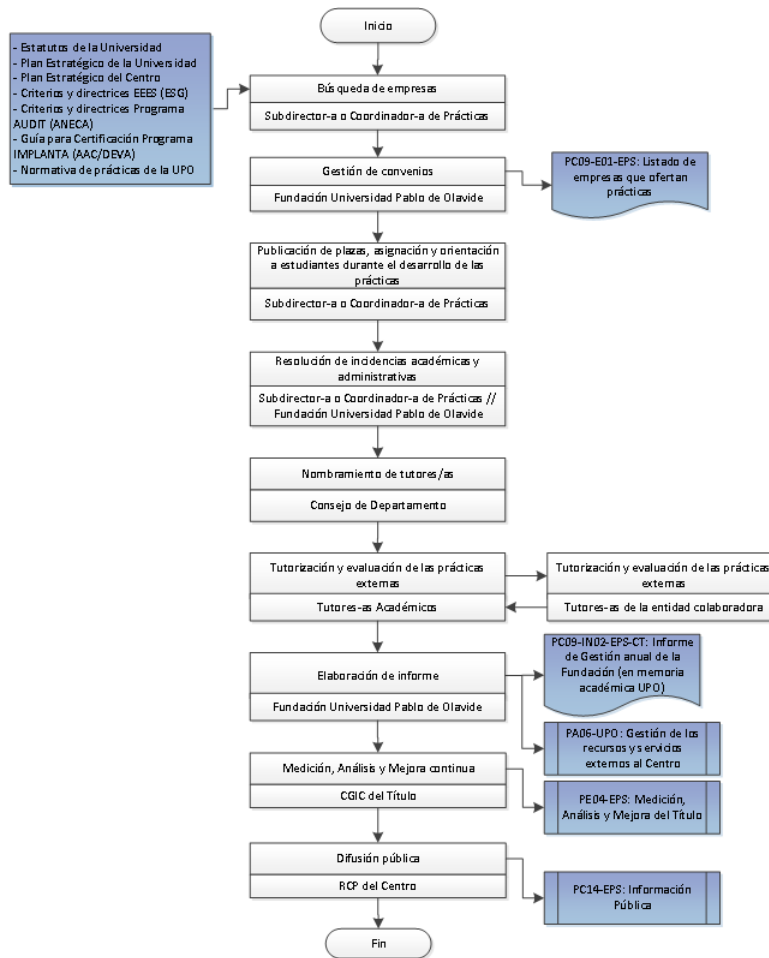 Inicio
- Estatutos de la Universidad
- Plan Estratégico de la Universidad
- Plan Estratégico del Centro
- Criterios y directrices EEES (ESG)
- Criterios y directrices Programa
AUDIT (ANECA)
- Guía para Certificación Programa
IMPLANTA (AAC/DEVA)
- Normativa de prácticas de la UPO
Búsqueda de empresas
Subdirector-a o Coordinador-a de Prácticas
Gestión de convenios
Fundación Universidad Pablo de Olavide
PC09-E01-EPS: Listado de
empresas que ofertan
prácticas
Publicación de plazas, asignación y orientación
a estudiantes durante el desarrollo de las
prácticas
Subdirector-a o Coordinador-a de Prácticas
Resolución de incidencias académicas y
administrativas
Subdirector-a o Coordinador-a de Prácticas //
Fundación Universidad Pablo de Olavide
Nombramiento de tutores/as
Consejo de Departamento
Tutorización y evaluación de las prácticas
externas
Tutores-as Académicos
Tutorización y evaluación de las prácticas
externas
Tutores-as de la entidad colaboradora
Elaboración de informe
Fundación Universidad Pablo de Olavide
PC09-IN02-EPS-CT: Informe
de Gestión anual de la
Fundación (en memoria
académica UPO)
PA06-UPO: Gestión de los
recursos y servicios
externos al Centro
Medición, Análisis y Mejora continua
CGIC del Título
PE04-EPS: Medición,
Análisis y Mejora del Título
Difusión pública
RCP del Centro
PC14-EPS: Información
Pública
Fin